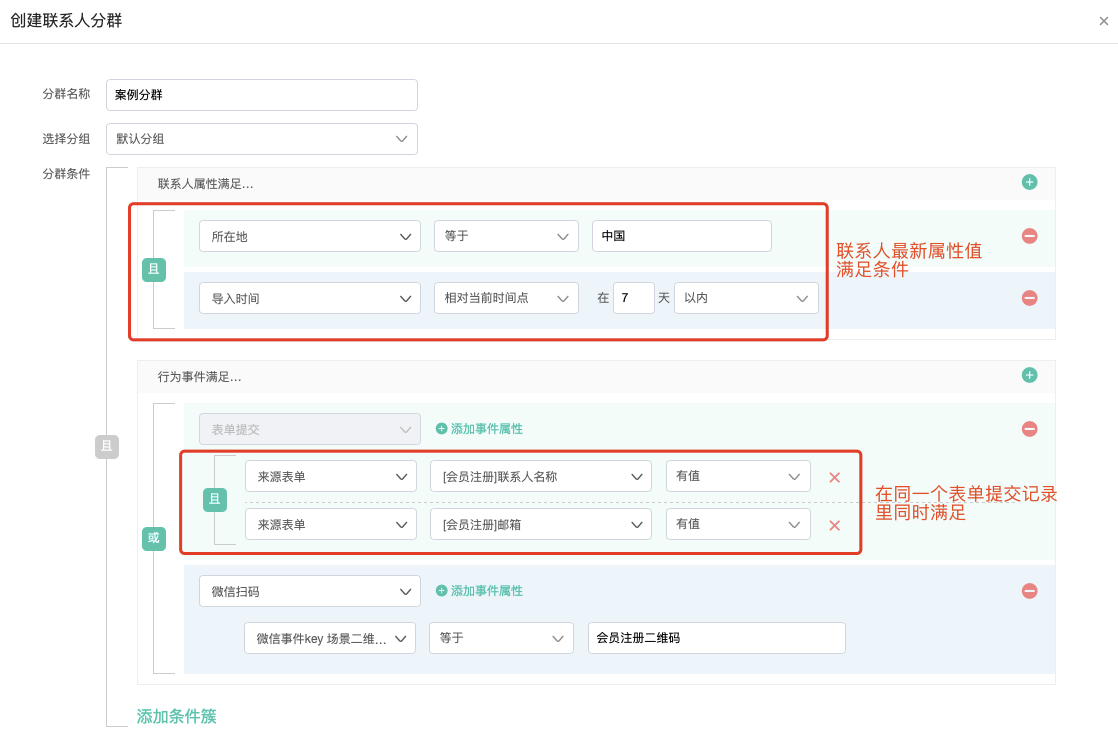 创建联系人分群
分群名称 案例分群
选择分组 默认分组
分群条件 联系人属性满足...
所在地 等于 中国
联系人最新属性值
满足条件
且
导入时间 相对当前时间点 在 7 天 以内
行为事件满足...
表单提交 添加事件属性
且
来源表单 [会员注册]联系人名称 有值
且
在同一个表单提交记录
里同时满足
来源表单 [会员注册]邮箱 有值
或
微信扫码 添加事件属性
微信事件key 场景二维... 等于 会员注册二维码
添加条件簇